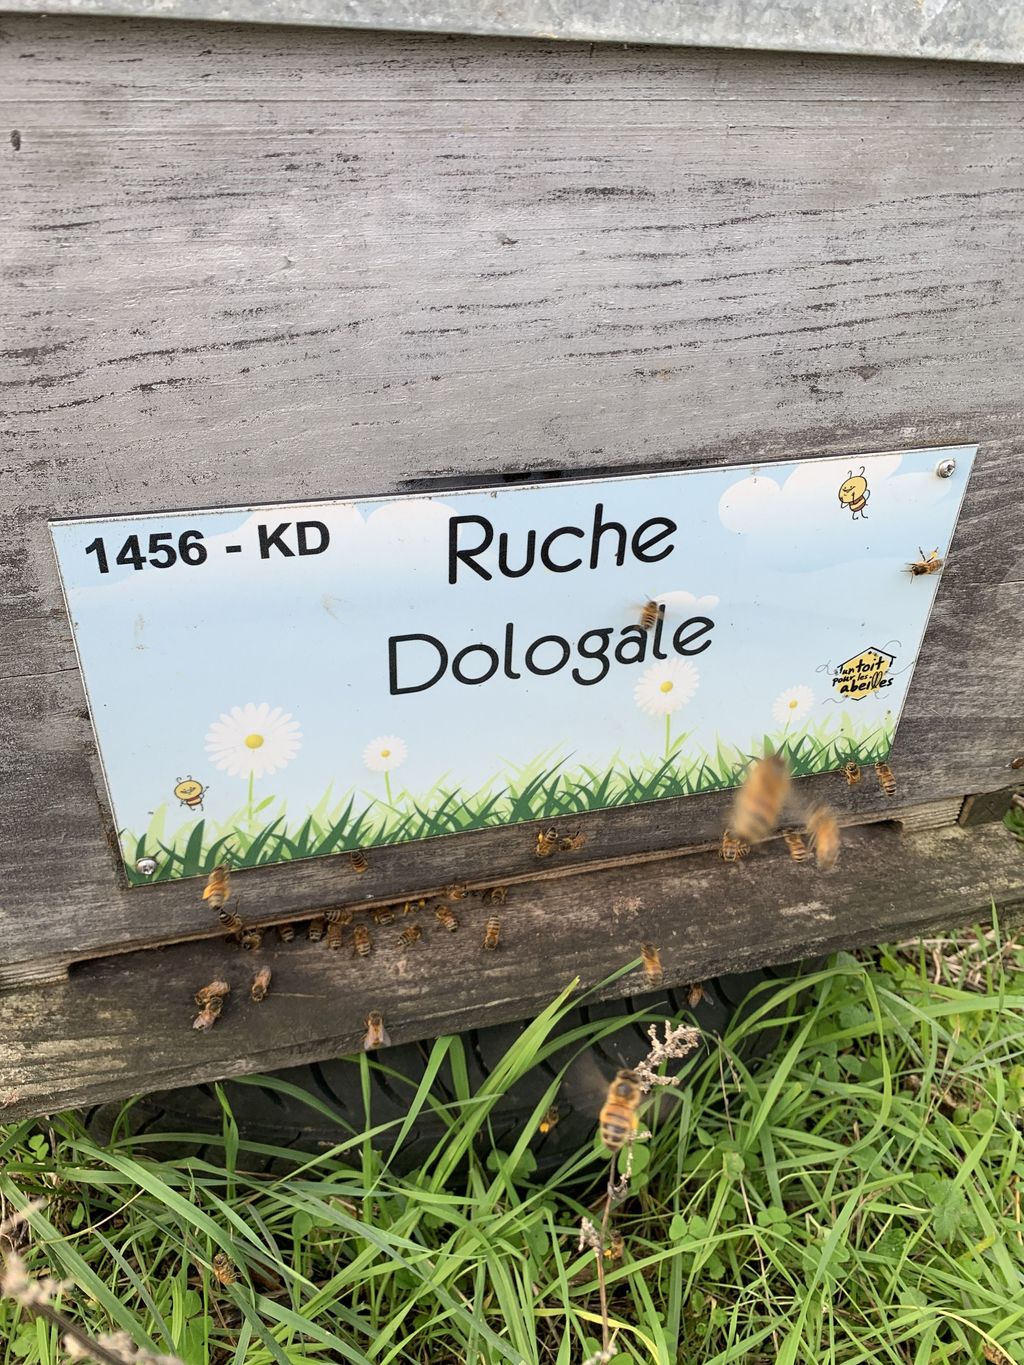 1456 - KD
Ruche
Dologale
un toit
pour les
abeilles